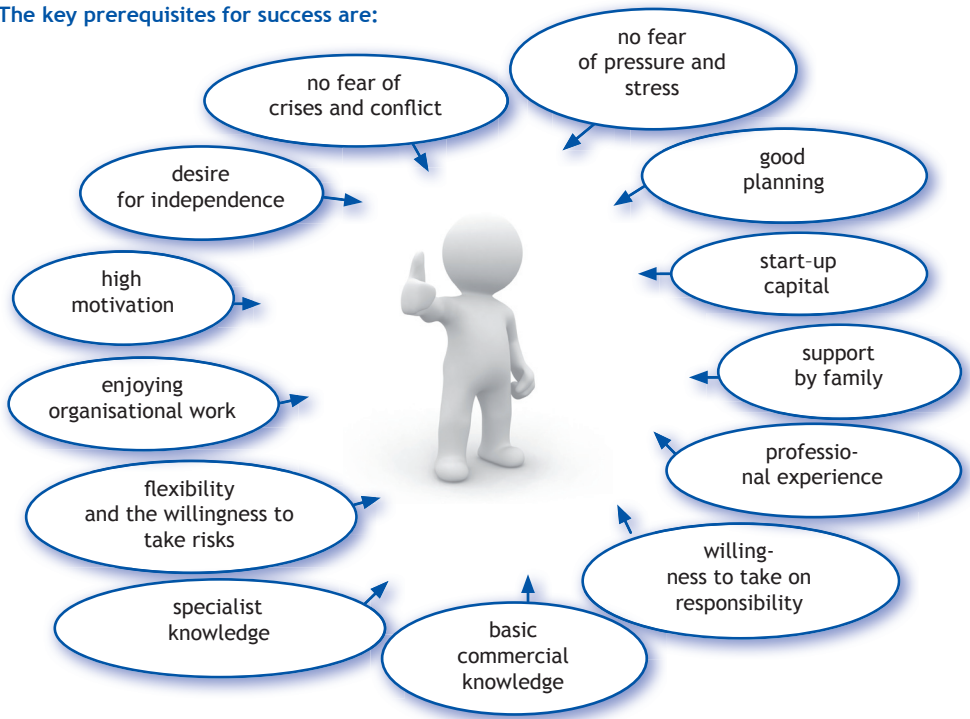 The key prerequisites for success are:
no fear
of pressure and
stress
no fear of
crises and conflict
good
planning
desire
for independence
start-up
capital
high
motivation
support
by family
enjoying
organisational work
professio-
nal experience
flexibility
and the willingness to
take risks
willing-
ness to take on
responsibility
specialist
knowledge
basic
commercial
knowledge